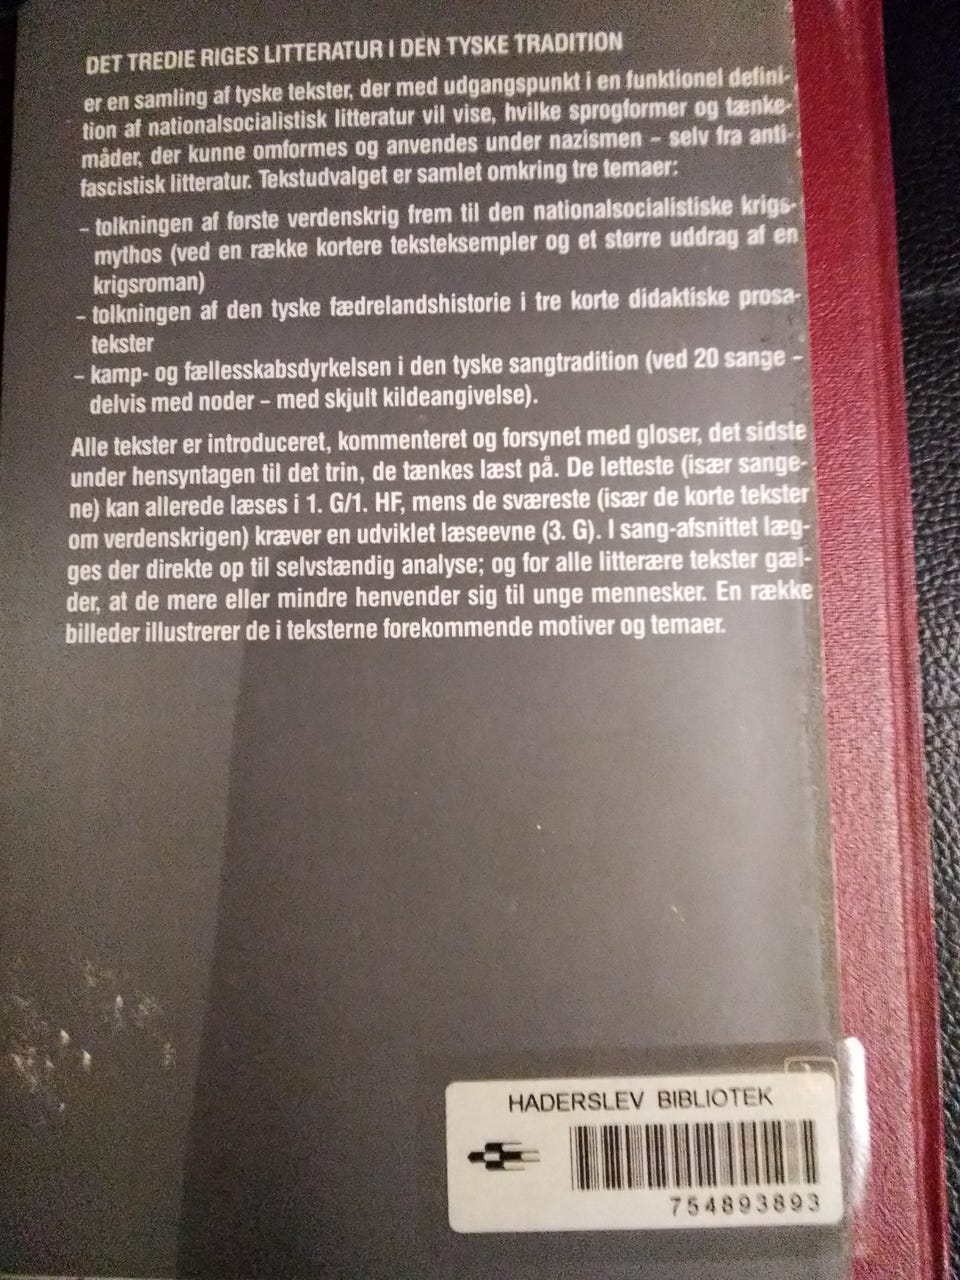 DET TREDIE RIGES LITTERATUR I DEN TYSKE TRADITION
er en samling af tyske tekster, der med udgangspunkt i en funktionel defini-
tion af nationalsocialistisk litteratur vil vise, hvilke sprogformer og tænke-
måder, der kunne omformes og anvendes under nazismen – selv fra anti-
fascistisk litteratur. Tekstudvalget er samlet omkring tre temaer:
– tolkningen af første verdenskrig frem til den nationalsocialistiske krigs-
mythos (ved en række kortere teksteksempler og et større uddrag af en
krigsroman)
– tolkningen af den tyske fædrelandshistorie i tre korte didaktiske prosa-
tekster
– kamp- og fællesskabsdyrkelsen i den tyske sangtradition (ved 20 sange –
delvis med noder – med skjult kildeangivelse).
Alle tekster er introduceret, kommenteret og forsynet med gloser, det sidste
under hensyntagen til det trin, de tænkes læst på. De letteste (især sange-
ne) kan allerede læses i 1. G/1. HF, mens de sværeste (især de korte tekster
om verdenskrigen) kræver en udviklet læseevne (3. G). I sang-afsnittet læg-
ges der direkte op til selvstændig analyse; og for alle litterære tekster gæl-
der, at de mere eller mindre henvender sig til unge mennesker. En række
billeder illustrerer de i teksterne forekommende motiver og temaer.
HADERSLEV BIBLIOTEK
754893893